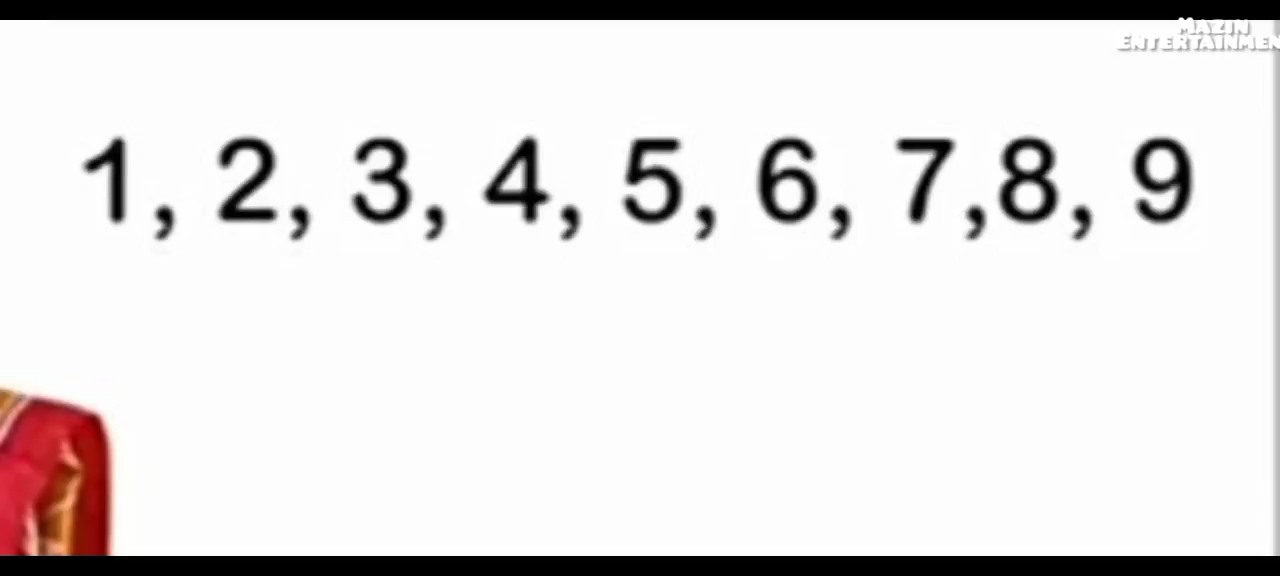 MAZIN
ENTERTAINMEN
1, 2, 3, 4, 5, 6, 7,8, 9